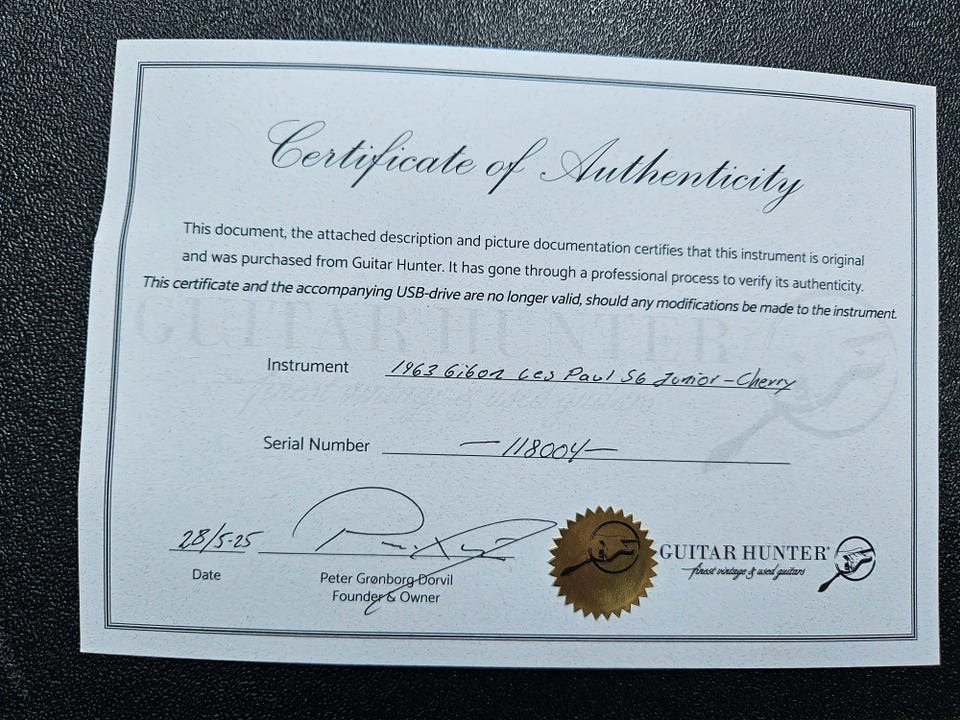 Certificate of Authenticity
This document, the attached description and picture documentation certifies that this instrument is original
and was purchased from Guitar Hunter. It has gone through a professional process to verify its authenticity.
This certificate and the accompanying USB-drive are no longer valid, should any modifications be made to the instrument.
GUITAR HUNTER
Instrument 1963 Gibon Les Paul SG Junior - Cherry
Serial Number — 118004 —
28/5-25
Date
Peter Grønborg Dorvil
Founder & Owner
GUITAR HUNTER®
finest vintage & used guitars